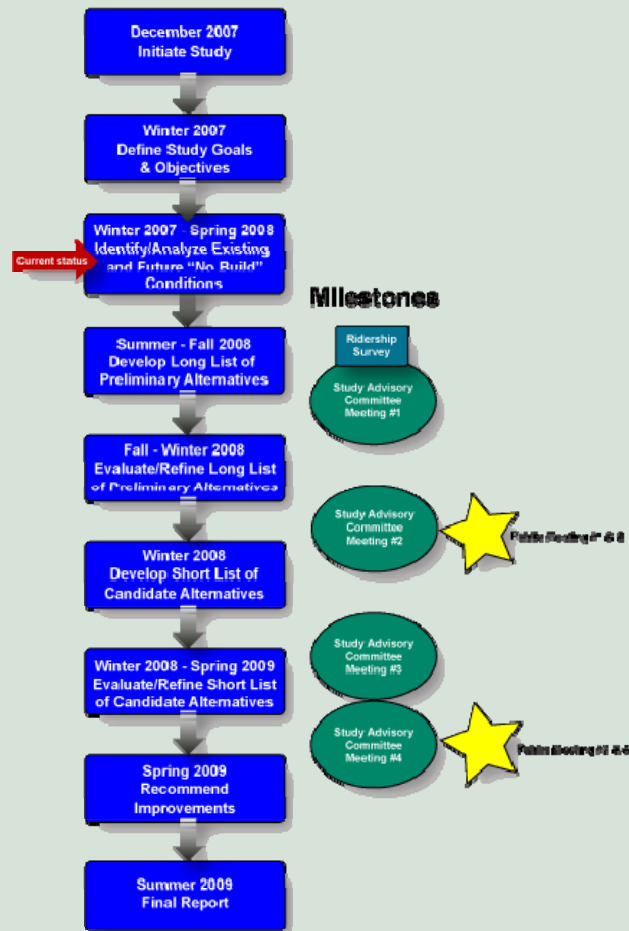 December 2007
Initiate Study
Winter 2007
Define Study Goals
& Objectives
Winter 2007 - Spring 2008
Identify/Analyze Existing
and Future “No Build”
Conditions
Current status
Summer - Fall 2008
Develop Long List of
Preliminary Alternatives
Fall - Winter 2008
Evaluate/Refine Long List
of Preliminary Alternatives
Winter 2008
Develop Short List of
Candidate Alternatives
Winter 2008 - Spring 2009
Evaluate/Refine Short List
of Candidate Alternatives
Spring 2009
Recommend
Improvements
Summer 2009
Final Report
Milestones
Ridership
Survey
Study Advisory
Committee
Meeting #1
Study Advisory
Committee
Meeting #2
Public Meeting
Study Advisory
Committee
Meeting #3
Study Advisory
Committee
Meeting #4
Public Meeting